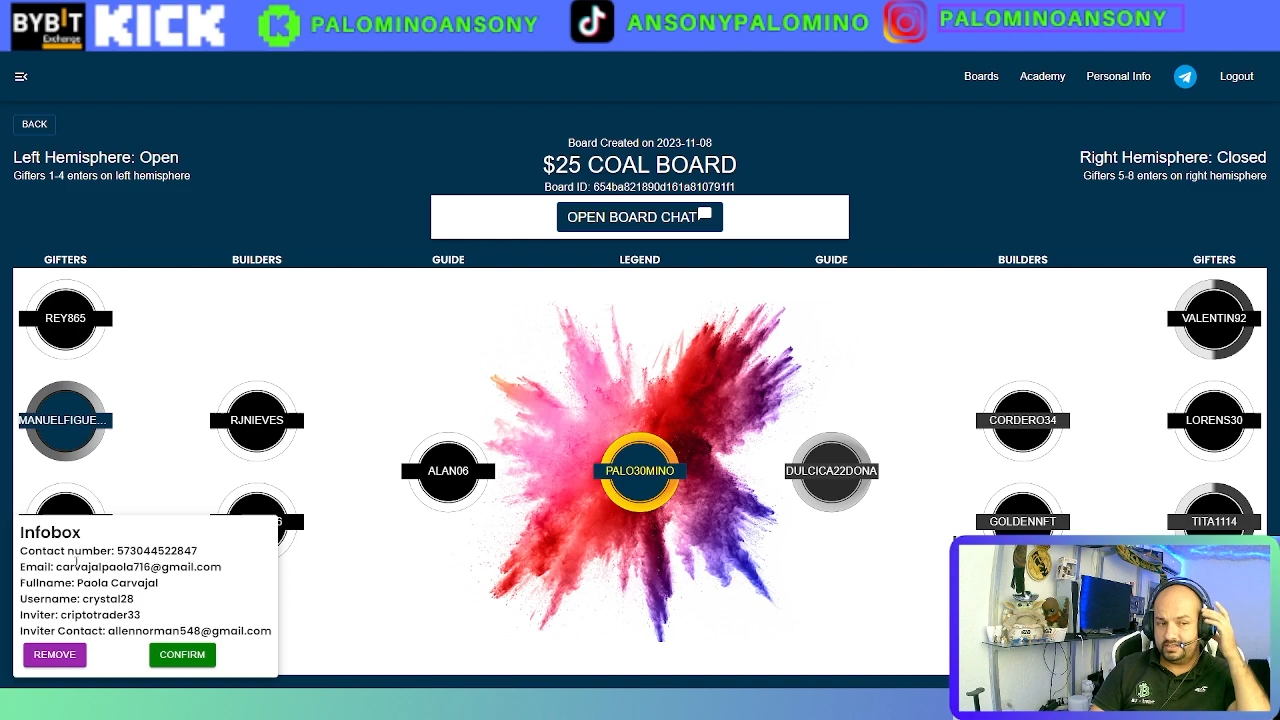 BYBIT
Exchange
KICK
PALOMINOANSONY
ANSONYPALOMINO
PALOMINOANSONY
Boards
Academy
Personal Info
Logout
BACK
Board Created on 2023-11-08
Left Hemisphere: Open
$25 COAL BOARD
Right Hemisphere: Closed
Gifters 1-4 enters on left hemisphere
Gifters 5-8 enters on right hemisphere
Board ID: 654ba821890d161a810791f1
OPEN BOARD CHAT
GIFTERS
BUILDERS
GUIDE
LEGEND
GUIDE
BUILDERS
GIFTERS
REY865
VALENTIN92
MANUELFIGUE...
RJNIEVES
CORDERO34
LORENS30
ALAN06
PALO30MINO
DULCICA22DONA
GOLDENNFT
TITA1114
Infobox
Contact number: 573044522847
Email: carvajalpaola716@gmail.com
Fullname: Paola Carvajal
Username: crystal28
Inviter: criptotrader33
Inviter Contact: allennorman548@gmail.com
REMOVE
CONFIRM